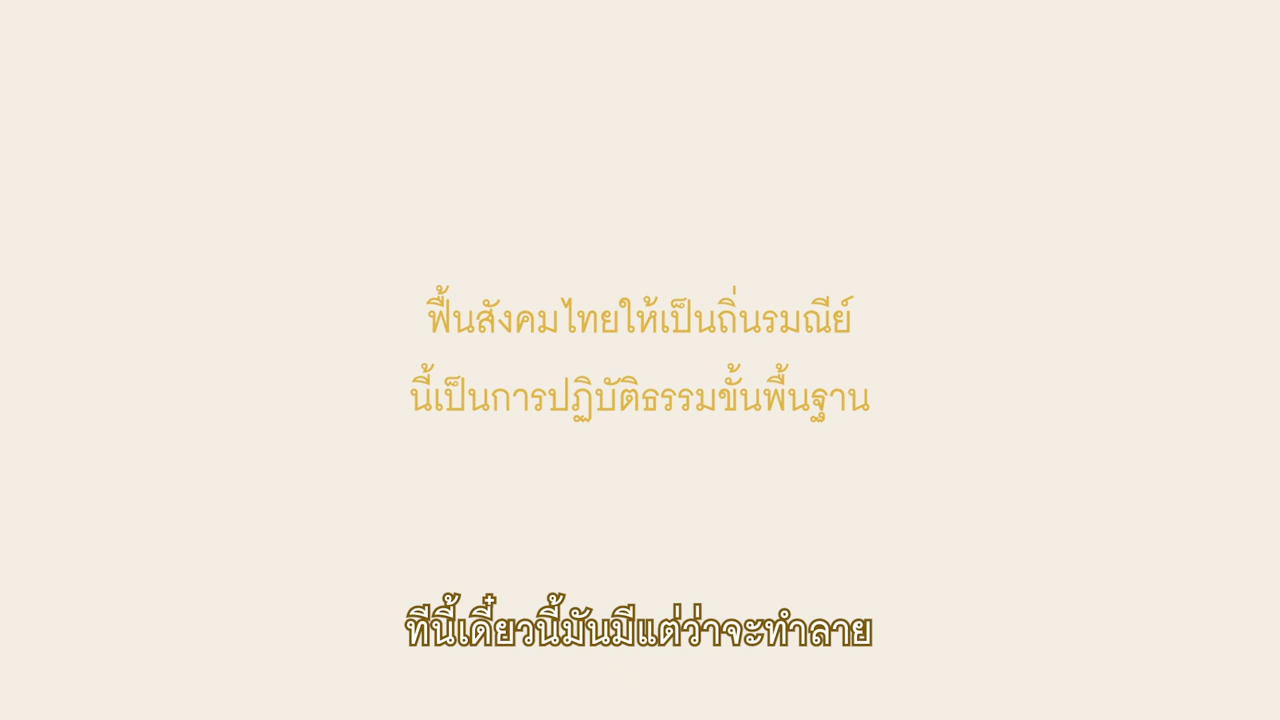 ฟื้นสังคมไทยให้เป็นถิ่นรมณีย์
นี้เป็นการปฏิบัติธรรมขั้นพื้นฐาน
ทีนี้เดี๋ยวนี้มันมีแต่ว่าจะทำลาย